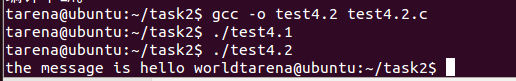 tarena@ubuntu:~/task2$ gcc -o test4.2 test4.2.c
tarena@ubuntu:~/task2$ ./test4.1
tarena@ubuntu:~/task2$ ./test4.2
the message is hello worldtarena@ubuntu:~/task2$